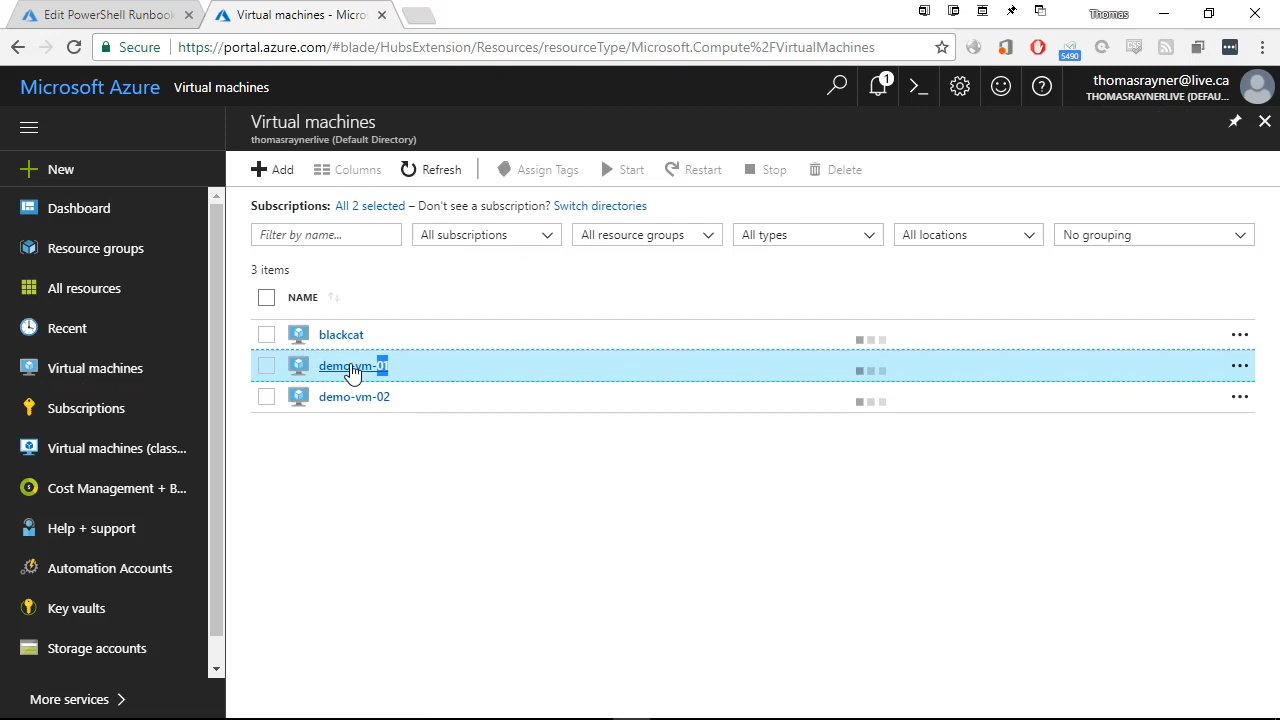 Edit PowerShell Runbook
Virtual machines - Micro
Thomas
Secure
https://portal.azure.com/#blade/HubsExtension/Resources/resourceType/Microsoft.Compute%2FVirtualMachines
5490
Microsoft Azure
Virtual machines
1
thomasrayner@live.ca
THOMASRAYNERLIVE (DEFAU...
Virtual machines
thomasraynerlive (Default Directory)
New
Add
Columns
Refresh
Assign Tags
Start
Restart
Stop
Delete
Dashboard
Resource groups
All resources
Recent
Virtual machines
Subscriptions
Virtual machines (class...
Cost Management + B...
Help + support
Automation Accounts
Key vaults
Storage accounts
More services
Subscriptions: All 2 selected – Don't see a subscription? Switch directories
Filter by name...
All subscriptions
All resource groups
All types
All locations
No grouping
3 items
NAME
blackcat
demo-vm-01
demo-vm-02